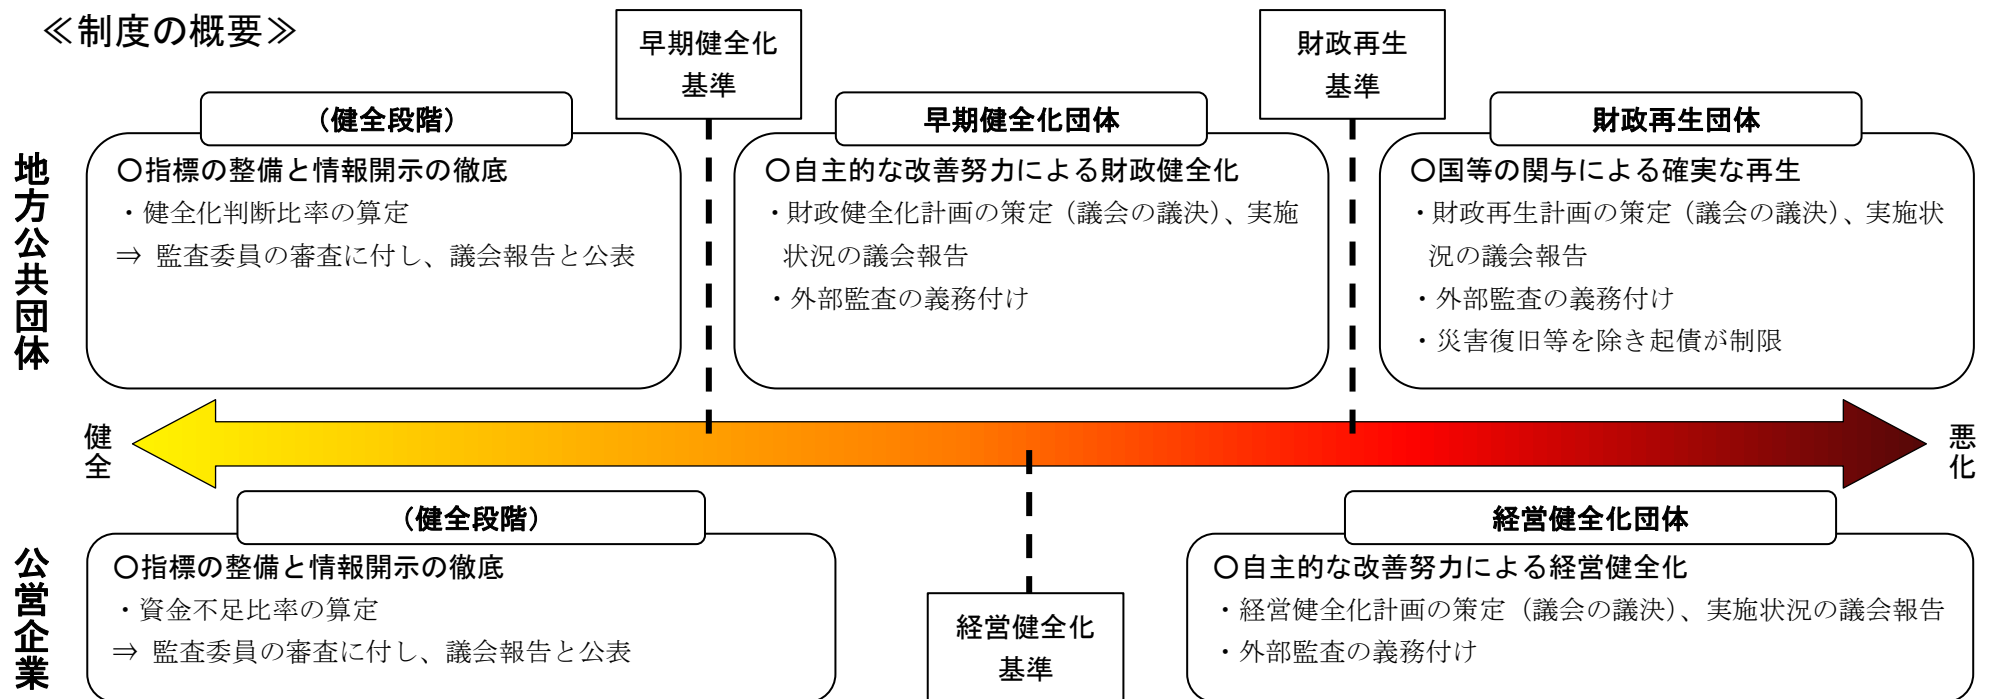 ≪制度の概要≫
早期健全化
基準
財政再生
基準
地方公共団体
（健全段階）
〇指標の整備と情報開示の徹底
・健全化判断比率の算定
⇒ 監査委員の審査に付し、議会報告と公表
早期健全化団体
〇自主的な改善努力による財政健全化
・財政健全化計画の策定（議会の議決）、実施
状況の議会報告
・外部監査の義務付け
財政再生団体
〇国等の関与による確実な再生
・財政再生計画の策定（議会の議決）、実施状
況の議会報告
・外部監査の義務付け
・災害復旧等を除き起債が制限
健全
悪化
公営企業
（健全段階）
〇指標の整備と情報開示の徹底
・資金不足比率の算定
⇒ 監査委員の審査に付し、議会報告と公表
経営健全化
基準
経営健全化団体
〇自主的な改善努力による経営健全化
・経営健全化計画の策定（議会の議決）、実施状況の議会報告
・外部監査の義務付け